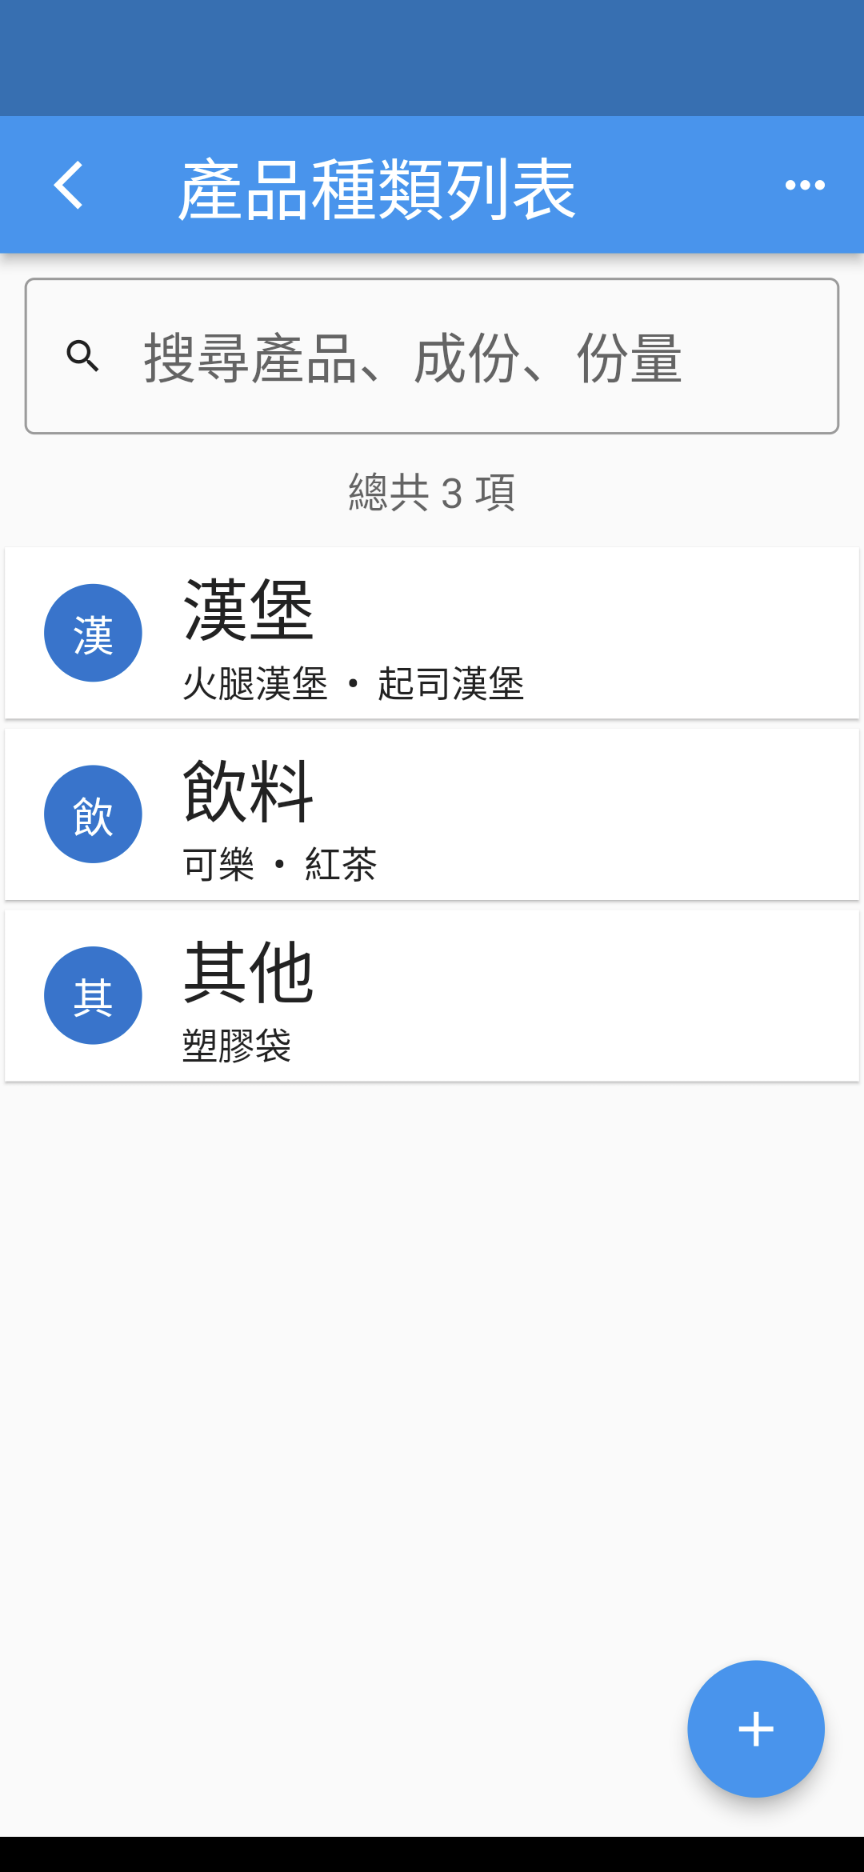 產品種類列表
搜尋產品、成份、份量
總共 3 項
漢
漢堡
火腿漢堡 • 起司漢堡
飲
飲料
可樂 • 紅茶
其
其他
塑膠袋